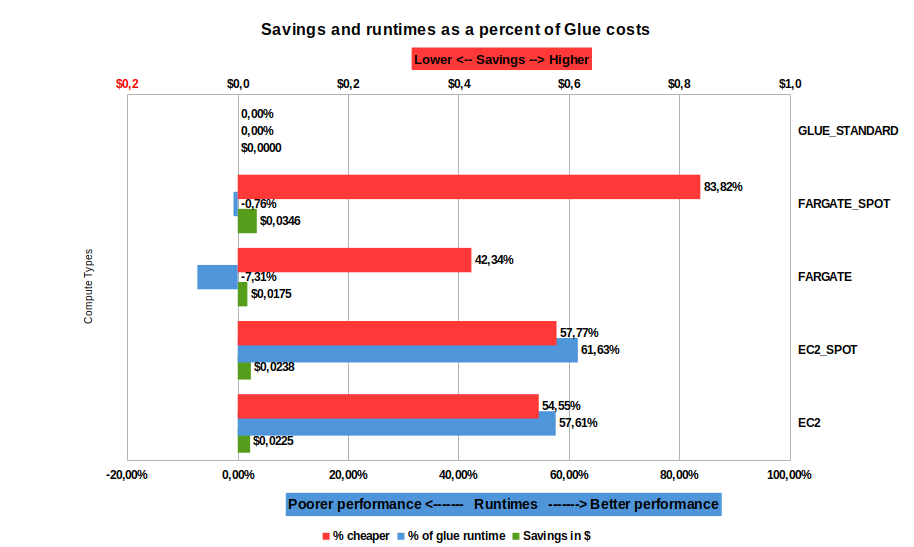 Savings and runtimes as a percent of Glue costs
Lower <-- Savings --> Higher
$0,2 $0,0 $0,2 $0,4 $0,6 $0,8 $1,0
0,00%
0,00%
$0,0000
GLUE_STANDARD
83,82%
-0,76%
$0,0346
FARGATE_SPOT
42,34%
-7,31%
$0,0175
FARGATE
Compute Types
57,77%
61,63%
$0,0238
EC2_SPOT
54,55%
57,61%
$0,0225
EC2
-20,00% 0,00% 20,00% 40,00% 60,00% 80,00% 100,00%
Poorer performance <------- Runtimes -------> Better performance
% cheaper % of glue runtime Savings in $